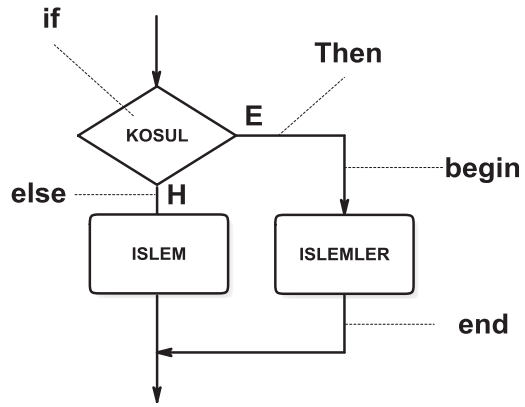 if
Then
E
KOSUL
begin
else
H
ISLEM
ISLEMLER
end